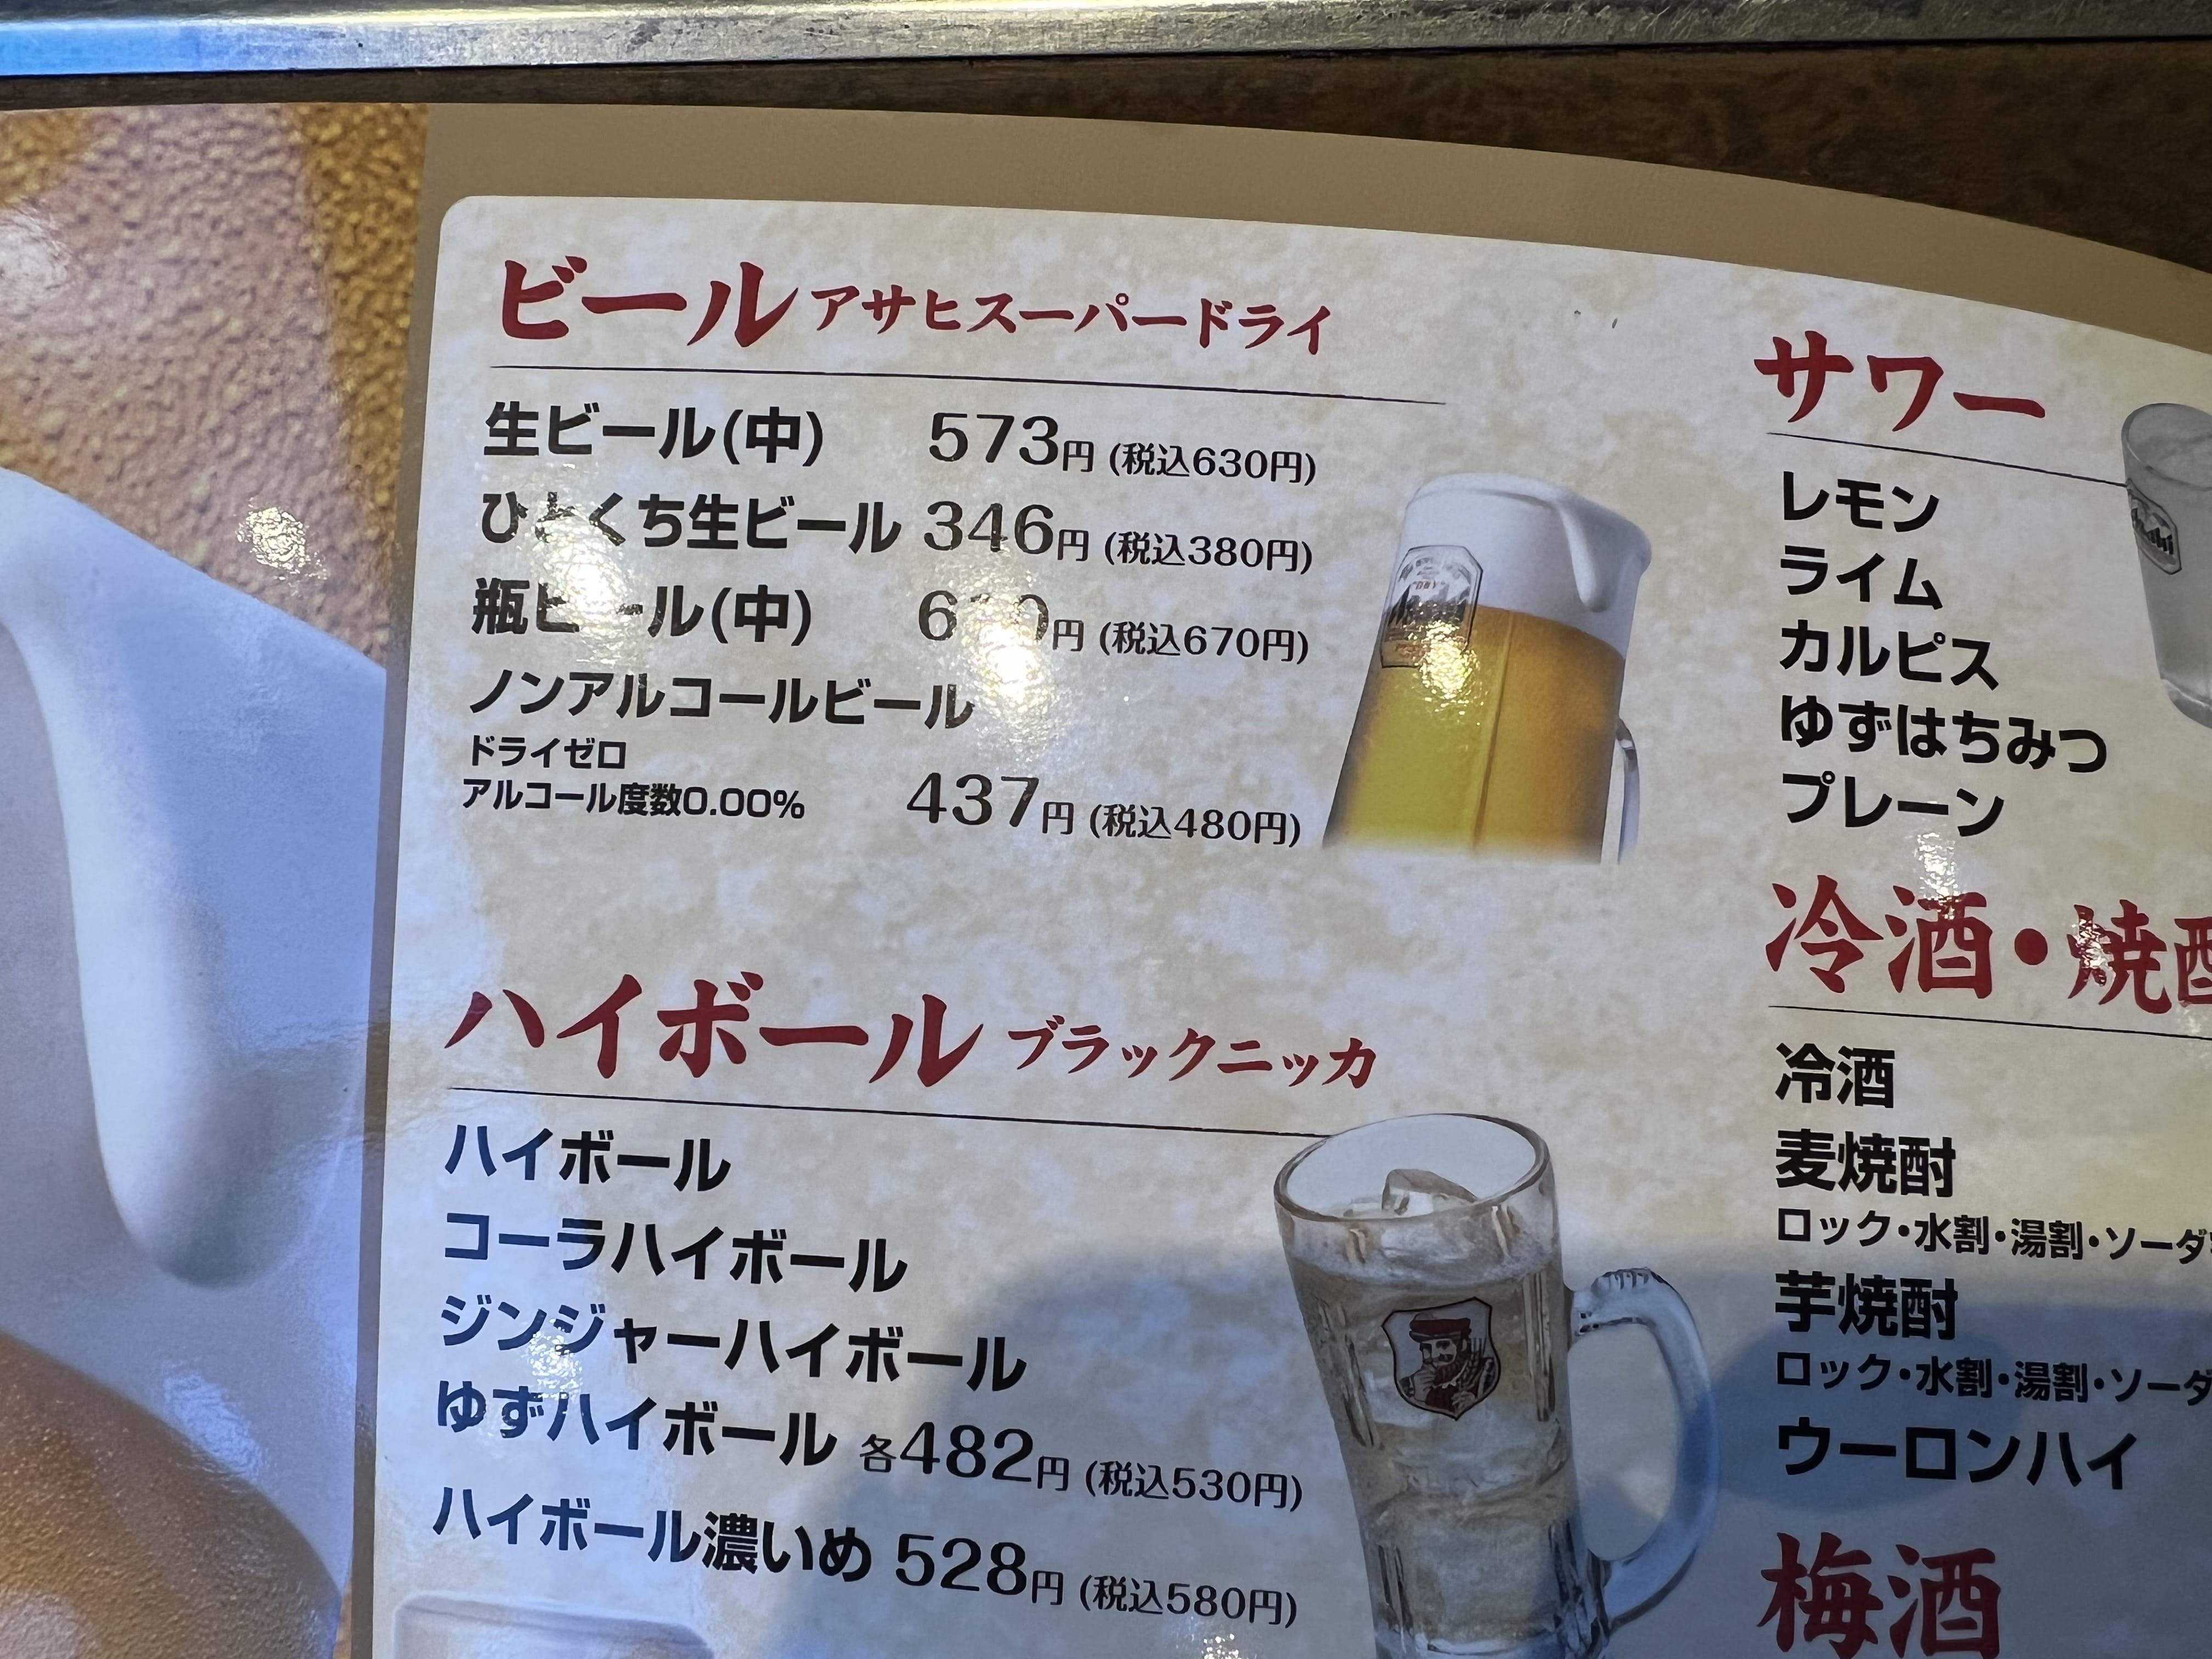 ビール アサヒスーパードライ
生ビール(中) 573円 (税込630円)
ひとくち生ビール 346円 (税込380円)
瓶ビール(中) 円 (税込670円)
ノンアルコールビール
ドライゼロ
アルコール度数0.00% 437円 (税込480円)
ハイボール ブラックニッカ
ハイボール
コーラハイボール
ジンジャーハイボール
ゆずハイボール 各482円 (税込530円)
ハイボール濃いめ 528円 (税込580円)
サワー
レモン
ライム
カルピス
ゆずはちみつ
プレーン
冷酒・焼酎
冷酒
麦焼酎
ロック・水割・湯割・ソーダ
芋焼酎
ロック・水割・湯割・ソーダ
ウーロンハイ
梅酒